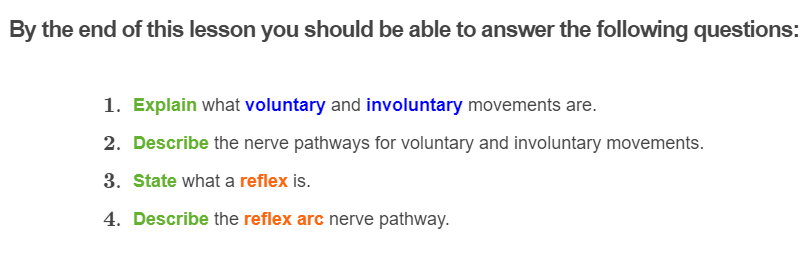 By the end of this lesson you should be able to answer the following questions:
1. Explain what voluntary and involuntary movements are.
2. Describe the nerve pathways for voluntary and involuntary movements.
3. State what a reflex is.
4. Describe the reflex arc nerve pathway.